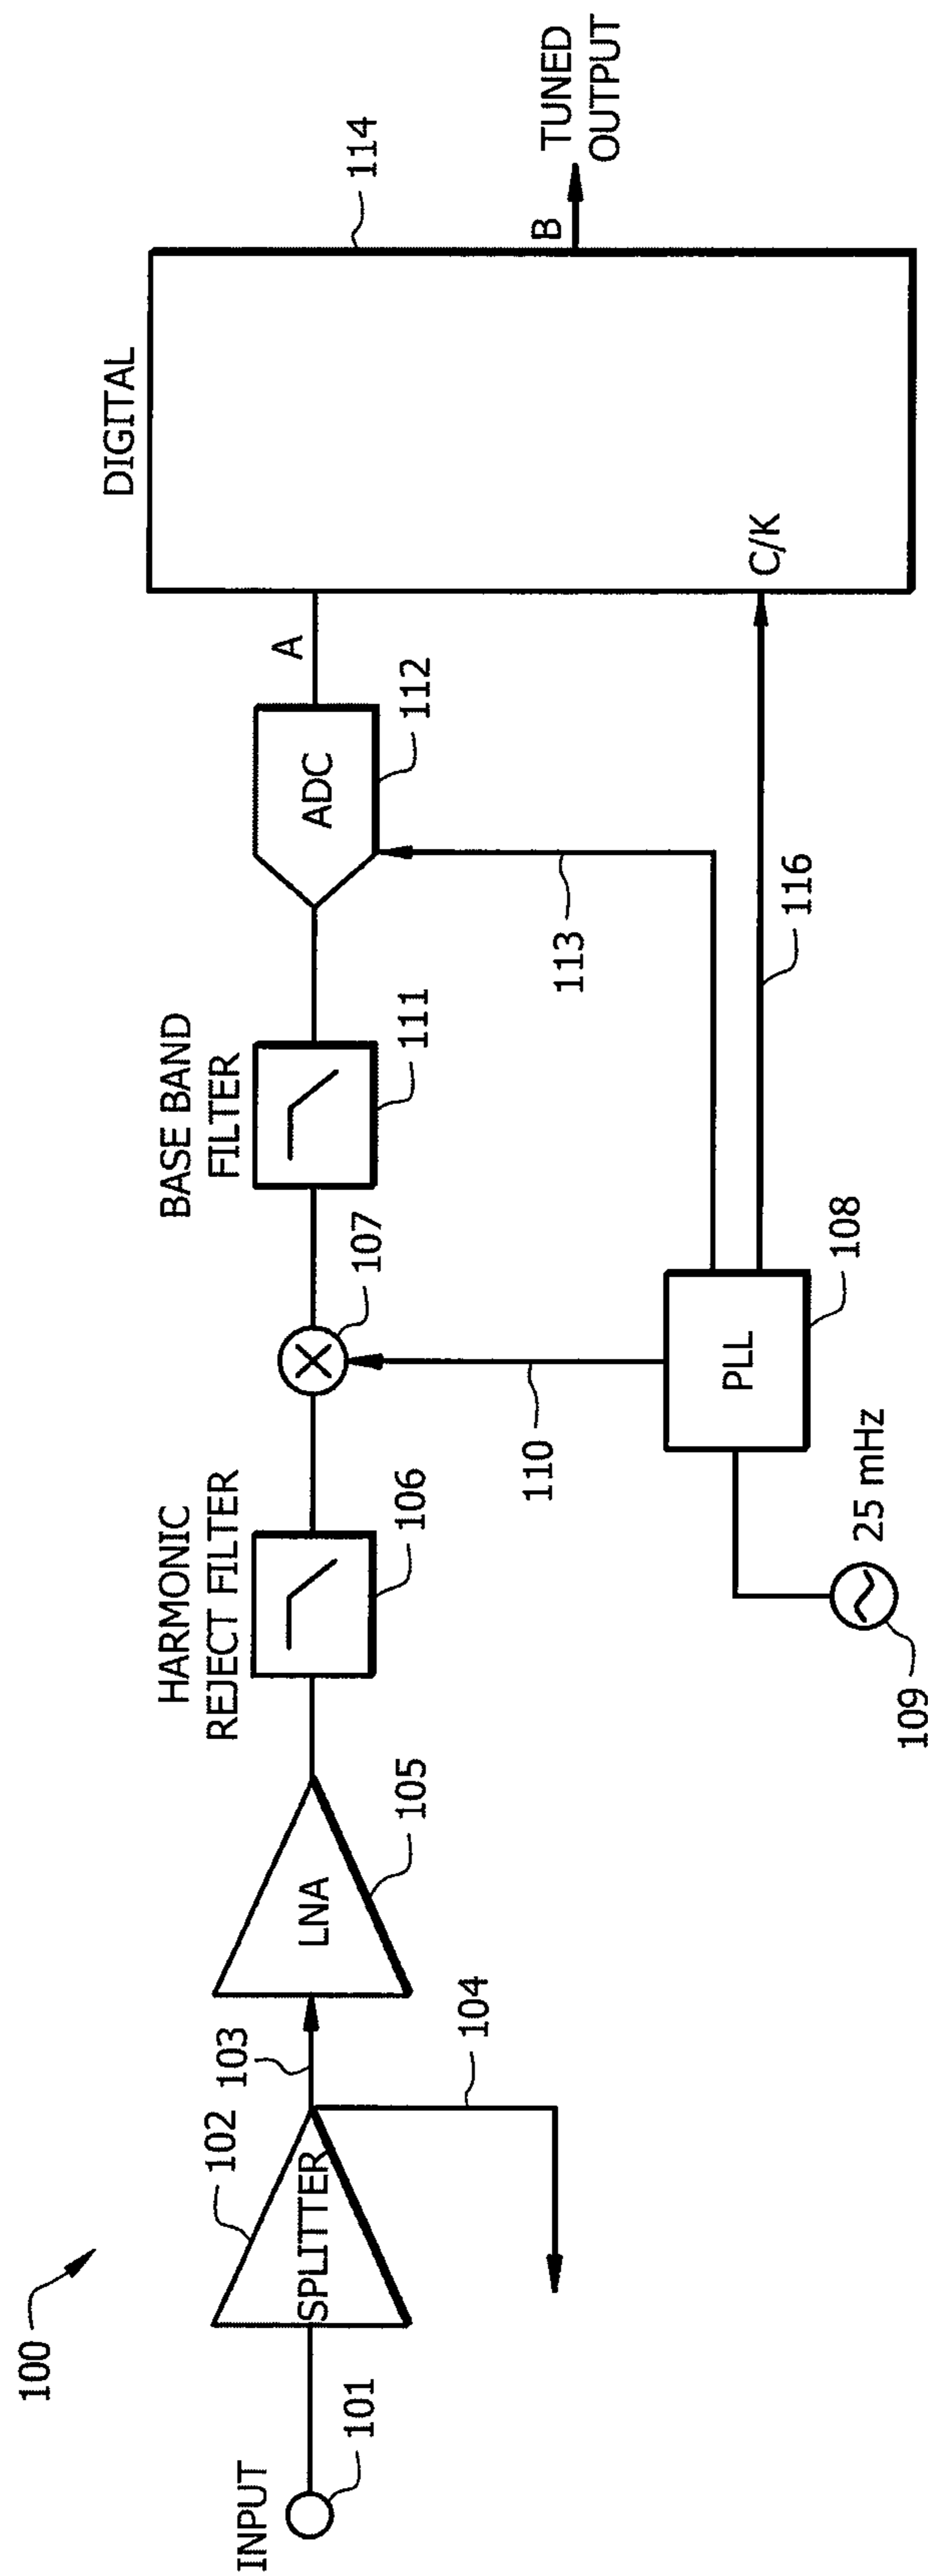 100
INPUT
101
102
SPLITTER
103
104
LNA
105
HARMONIC
REJECT FILTER
106
107
110
BASE BAND
FILTER
111
ADC
112
113
A
DIGITAL
114
C/K
B
TUNED
OUTPUT
116
PLL
108
25 mHz
109